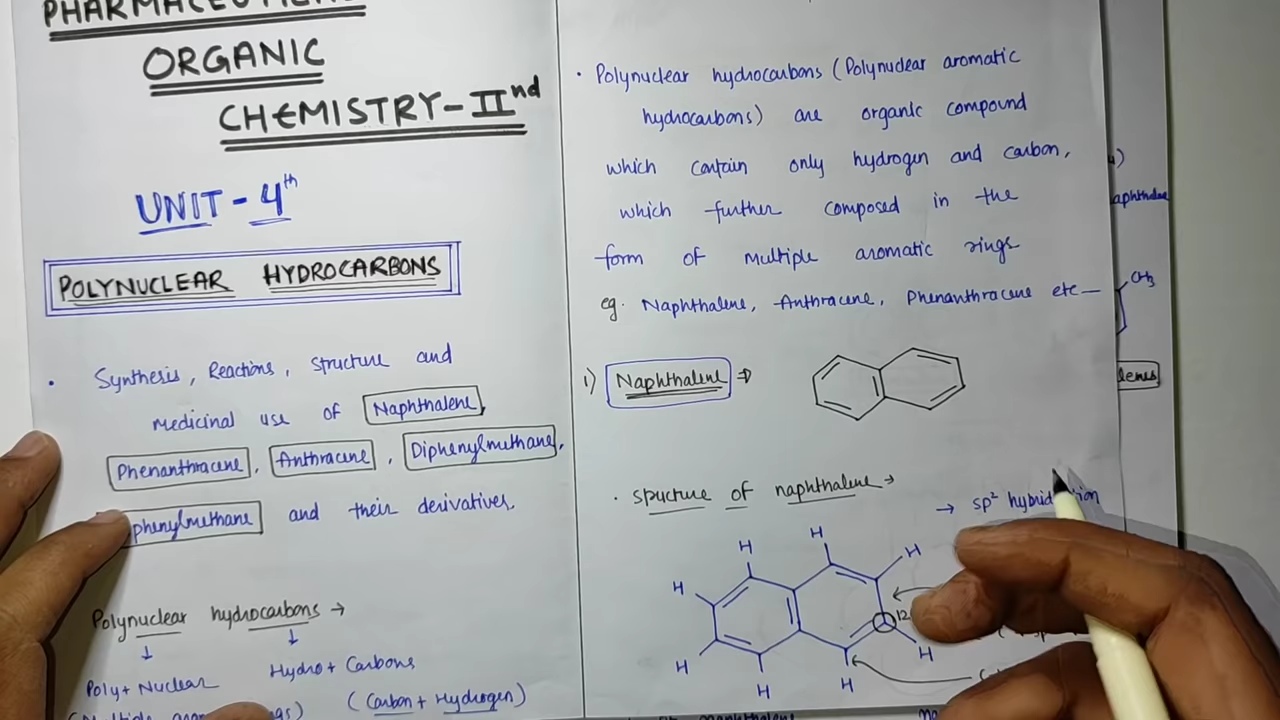 ORGANIC
CHEMISTRY-IInd
UNIT-4th
POLYNUCLEAR HYDROCARBONS
• Synthesis, Reactions, structure and
medicinal use of Naphthalene,
Phenanthracene, Anthracene, Diphenylmethane,
phenylmethane and their derivatives.
Polynuclear hydrocarbons →
Poly+ Nuclear
Hydro + Carbons
(Carbon + Hydrogen)
• Polynuclear hydrocarbons (Polynuclear aromatic
hydrocarbons) are organic compound
which contain only hydrogen and carbon,
which further composed in the
form of multiple aromatic rings
eg. Naphthalene, Anthracene, Phenanthracene etc—
1) Naphthalene ⇒
• structure of naphthalene →
→ sp²
H
H
H
H
H
H
H
H
12
CH3